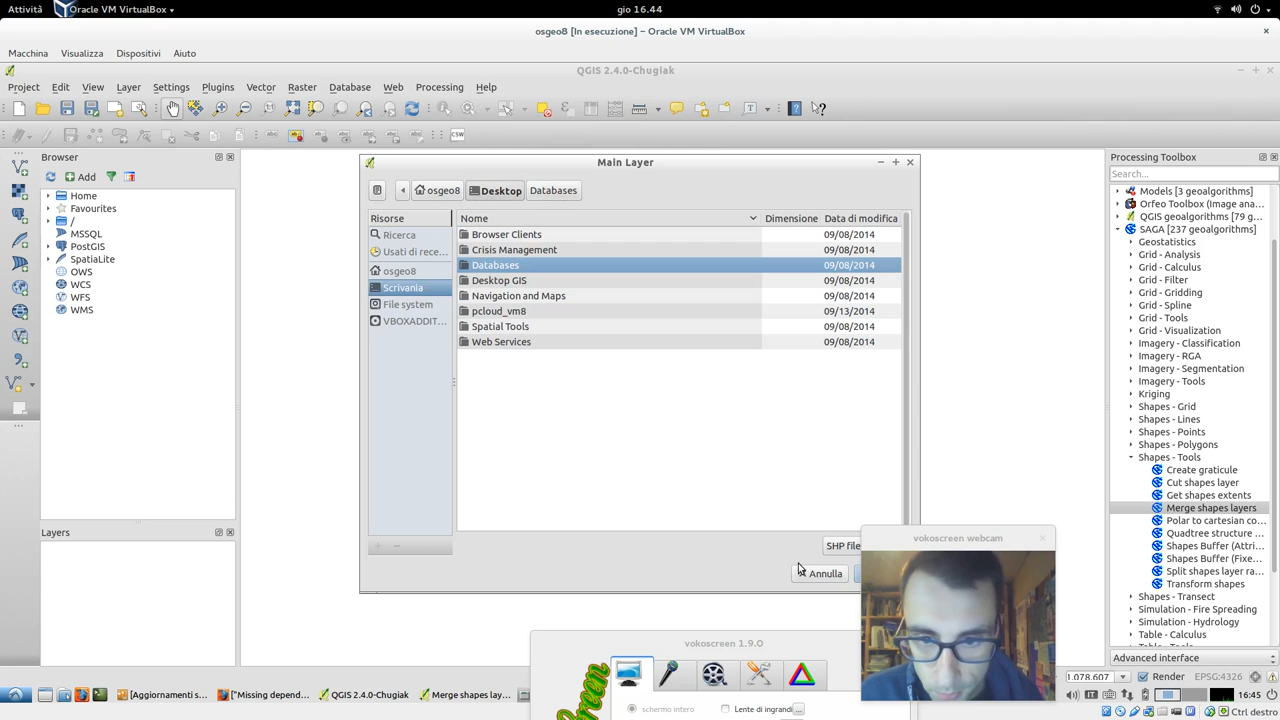 Attività Oracle VM VirtualBox gio 16.44
osgeo8 [In esecuzione] – Oracle VM VirtualBox
Macchina Visualizza Dispositivi Aiuto
QGIS 2.4.0-Chugiak
Project Edit View Layer Settings Plugins Vector Raster Database Web Processing Help
CSW
Browser
Add
Home
Favourites
/
MSSQL
PostGIS
SpatiaLite
OWS
WCS
WFS
WMS
Layers
Main Layer
osgeo8 Desktop Databases
Risorse
Ricerca
Usati di rece...
osgeo8
Scrivania
File system
VBOXADDIT...
Nome Dimensione Data di modifica
Browser Clients 09/08/2014
Crisis Management 09/08/2014
Databases 09/08/2014
Desktop GIS 09/08/2014
Navigation and Maps 09/08/2014
pcloud_vm8 09/13/2014
Spatial Tools 09/08/2014
Web Services 09/08/2014
SHP file
Annulla
vokoscreen webcam
vokoscreen 1.9.0
schermo intero
Lente di ingrandi...
Processing Toolbox
Search...
Models [3 geoalgorithms]
Orfeo Toolbox (Image ana...
QGIS geoalgorithms [79 g...
SAGA [237 geoalgorithms]
Geostatistics
Grid - Analysis
Grid - Calculus
Grid - Filter
Grid - Gridding
Grid - Spline
Grid - Tools
Grid - Visualization
Imagery - Classification
Imagery - RGA
Imagery - Segmentation
Imagery - Tools
Kriging
Shapes - Grid
Shapes - Lines
Shapes - Points
Shapes - Polygons
Shapes - Tools
Create graticule
Cut shapes layer
Get shapes extents
Merge shapes layers
Polar to cartesian co...
Quadtree structure ...
Shapes Buffer (Attri...
Shapes Buffer (Fixe...
Split shapes layer ra...
Transform shapes
Shapes - Transect
Simulation - Fire Spreading
Simulation - Hydrology
Table - Calculus
Advanced interface
1.078.607 Render EPSG:4326
[Aggiornamenti s... ["Missing depend... QGIS 2.4.0-Chugiak Merge shapes lay... IT 16:45
Ctrl destro